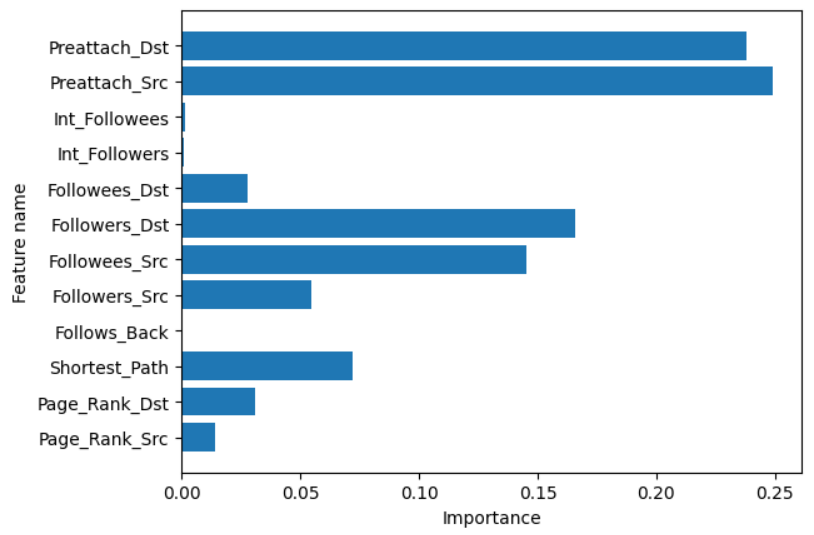 Preattach_Dst
Preattach_Src
Int_Followees
Int_Followers
Followees_Dst
Followers_Dst
Followees_Src
Followers_Src
Follows_Back
Shortest_Path
Page_Rank_Dst
Page_Rank_Src
Feature name
0.00 0.05 0.10 0.15 0.20 0.25
Importance